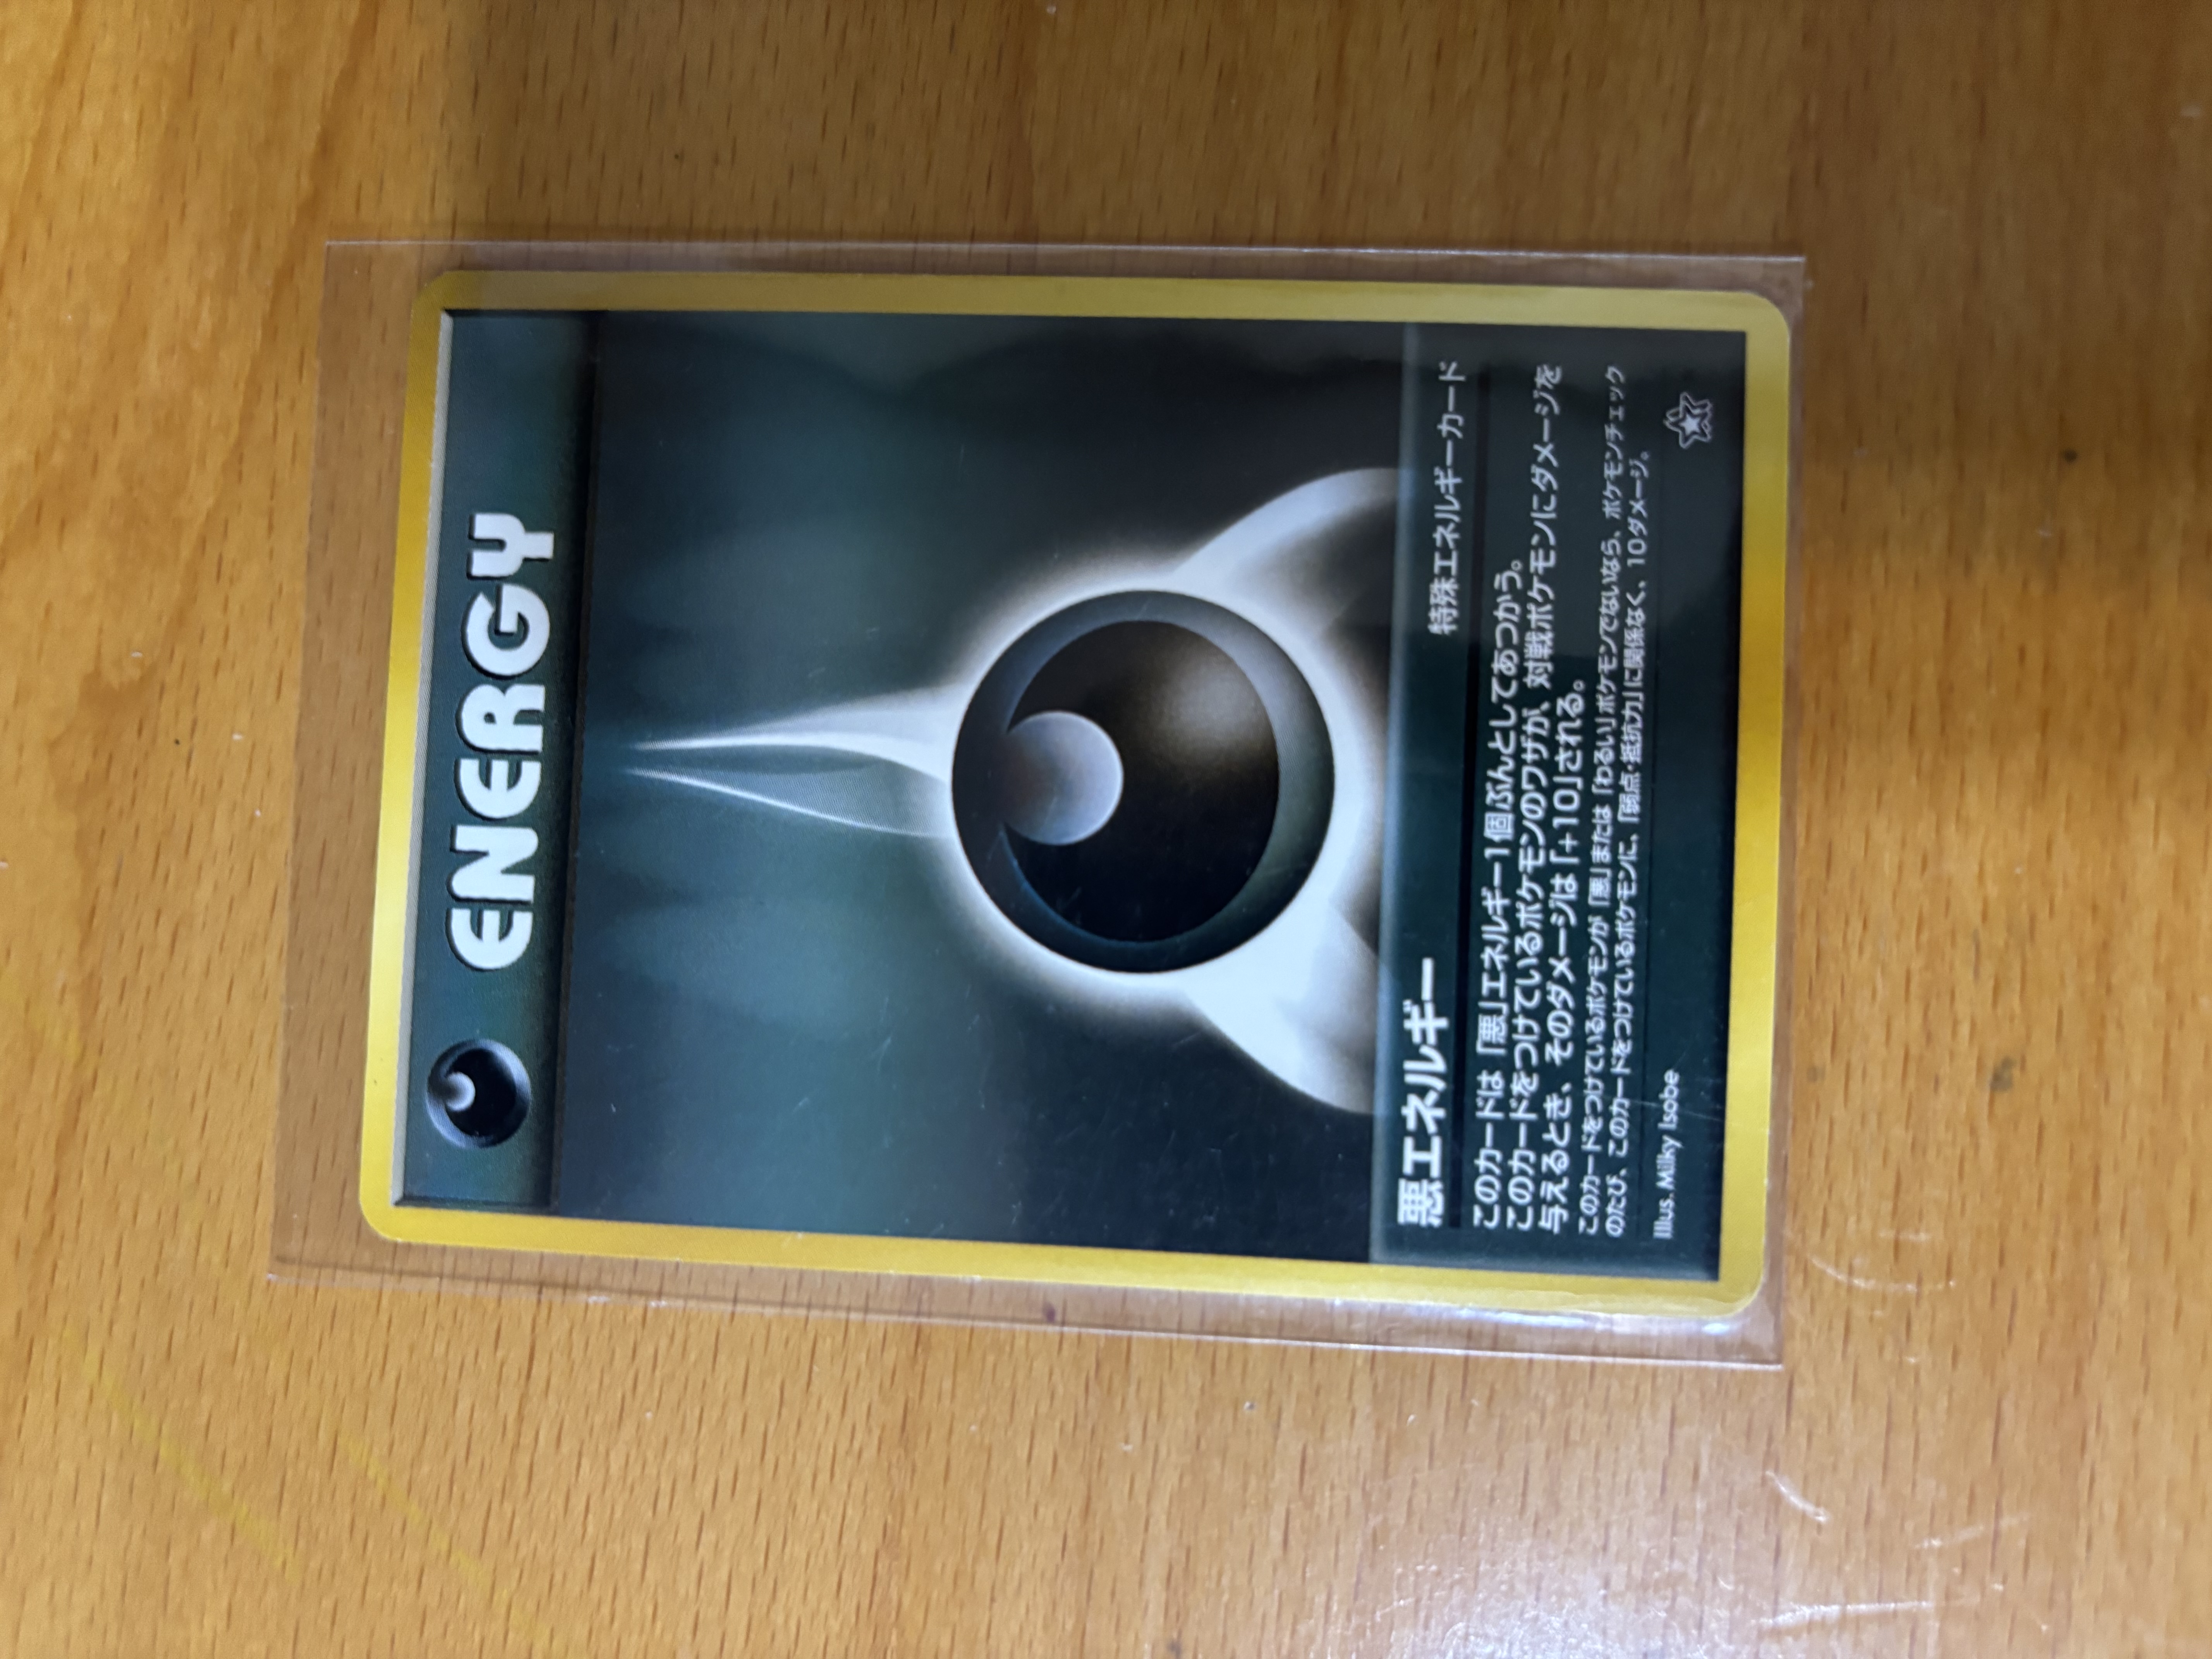 ENERGY
悪エネルギー
特殊エネルギーカード
このカードは「悪」エネルギー1個ぶんとしてあつかう。
このカードをつけているポケモンのワザが、対戦ポケモンにダメージを
与えるとき、そのダメージは「+10」される。
このカードをつけているポケモンが「悪」または「わるい」ポケモンでないなら、ポケモンチェック
のたび、このカードをつけているポケモンに、「弱点・抵抗力」に関係なく、10ダメージ。
Illus. Milky Isobe